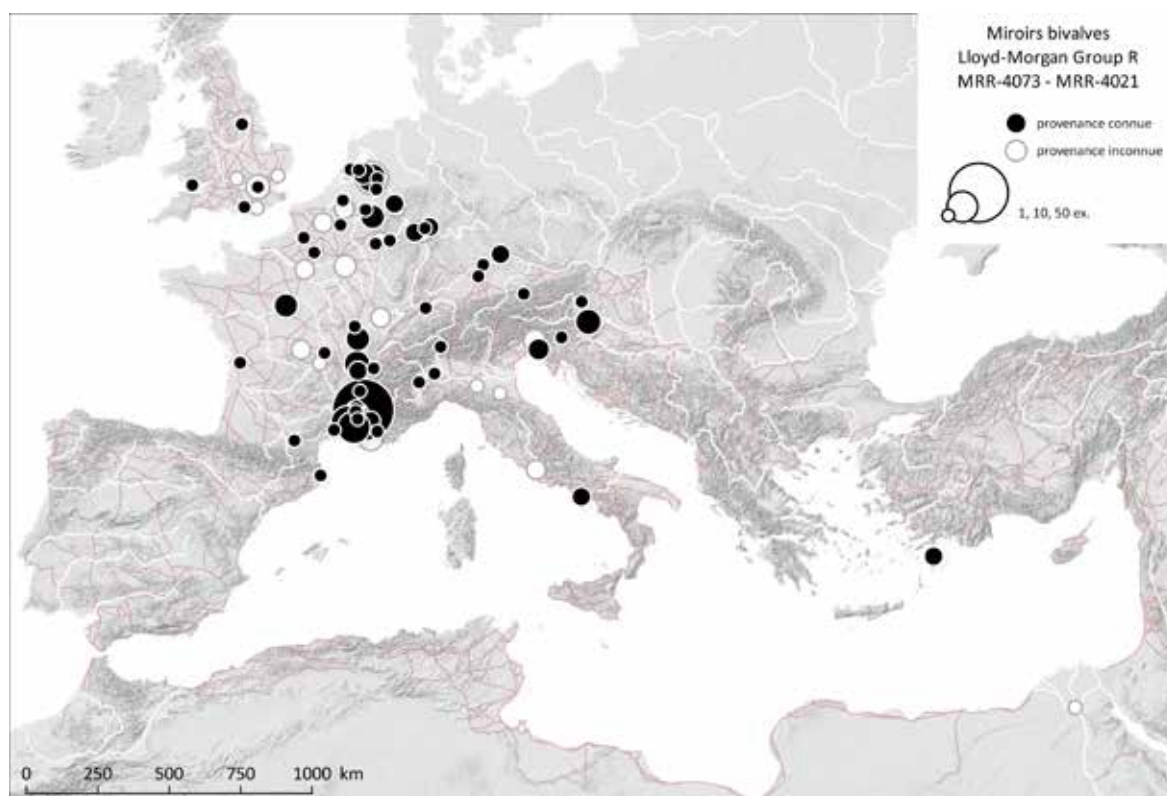 Miroirs bivalves
Lloyd-Morgan Group R
MRR-4073 - MRR-4021
provenance connue
provenance inconnue
1, 10, 50 ex.
0 250 500 750 1000 km